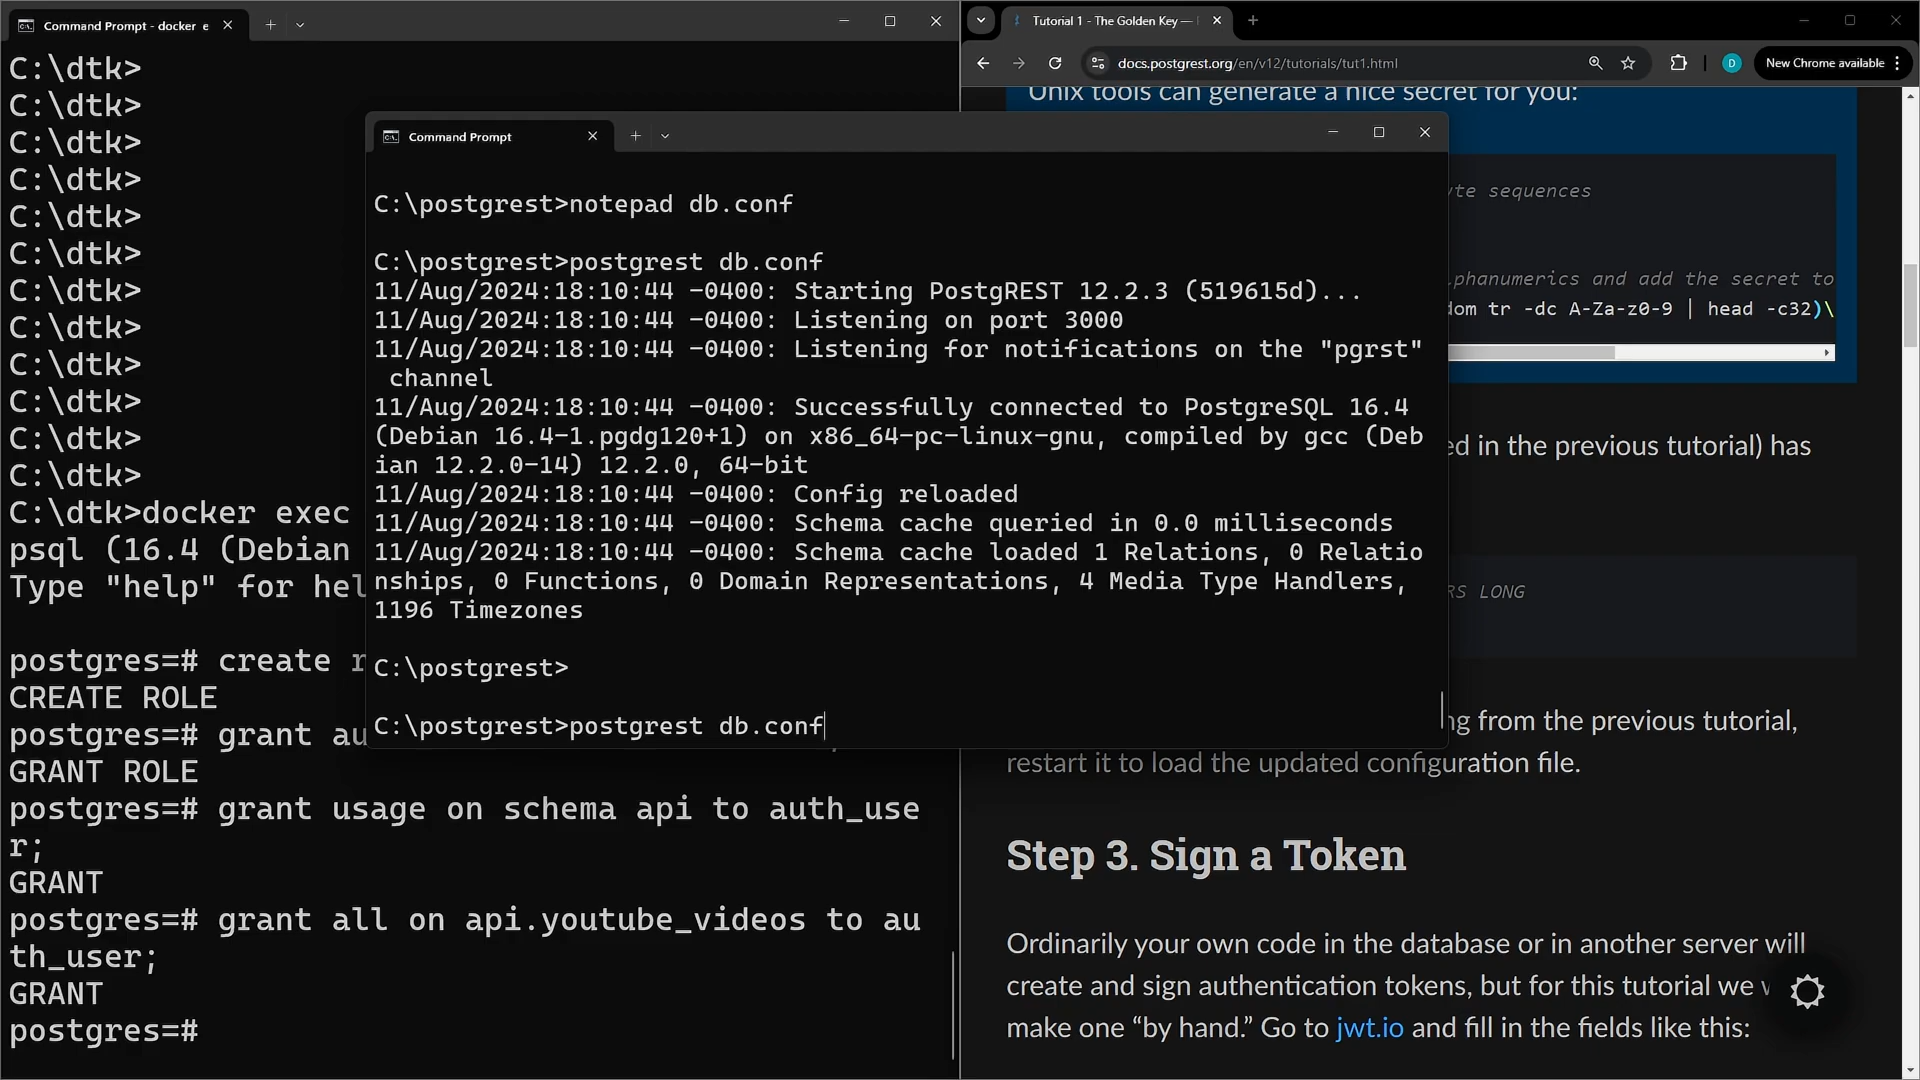 Command Prompt - docker e
C:\dtk>
C:\dtk>
C:\dtk>
C:\dtk>
C:\dtk>
C:\dtk>
C:\dtk>
C:\dtk>
C:\dtk>
C:\dtk>
C:\dtk>
C:\dtk>
C:\dtk>docker exec
psql (16.4 (Debian
Type "help" for hel
postgres=# create r
CREATE ROLE
postgres=# grant au
GRANT ROLE
postgres=# grant usage on schema api to auth_use
r;
GRANT
postgres=# grant all on api.youtube_videos to au
th_user;
GRANT
postgres=#
Command Prompt
C:\postgrest>notepad db.conf
C:\postgrest>postgrest db.conf
11/Aug/2024:18:10:44 -0400: Starting PostgREST 12.2.3 (519615d)...
11/Aug/2024:18:10:44 -0400: Listening on port 3000
11/Aug/2024:18:10:44 -0400: Listening for notifications on the "pgrst"
channel
11/Aug/2024:18:10:44 -0400: Successfully connected to PostgreSQL 16.4
(Debian 16.4-1.pgdg120+1) on x86_64-pc-linux-gnu, compiled by gcc (Deb
ian 12.2.0-14) 12.2.0, 64-bit
11/Aug/2024:18:10:44 -0400: Config reloaded
11/Aug/2024:18:10:44 -0400: Schema cache queried in 0.0 milliseconds
11/Aug/2024:18:10:44 -0400: Schema cache loaded 1 Relations, 0 Relatio
nships, 0 Functions, 0 Domain Representations, 4 Media Type Handlers,
1196 Timezones
C:\postgrest>
C:\postgrest>postgrest db.conf
Tutorial 1 - The Golden Key —
docs.postgrest.org/en/v12/tutorials/tut1.html
D
New Chrome available
Unix tools can generate a nice secret for you:
yte sequences
lphanumerics and add the secret to
dom tr -dc A-Za-z0-9 | head -c32)\
ed in the previous tutorial) has
RS LONG
ng from the previous tutorial,
restart it to load the updated configuration file.
Step 3. Sign a Token
Ordinarily your own code in the database or in another server will
create and sign authentication tokens, but for this tutorial we w
make one “by hand.” Go to jwt.io and fill in the fields like this: